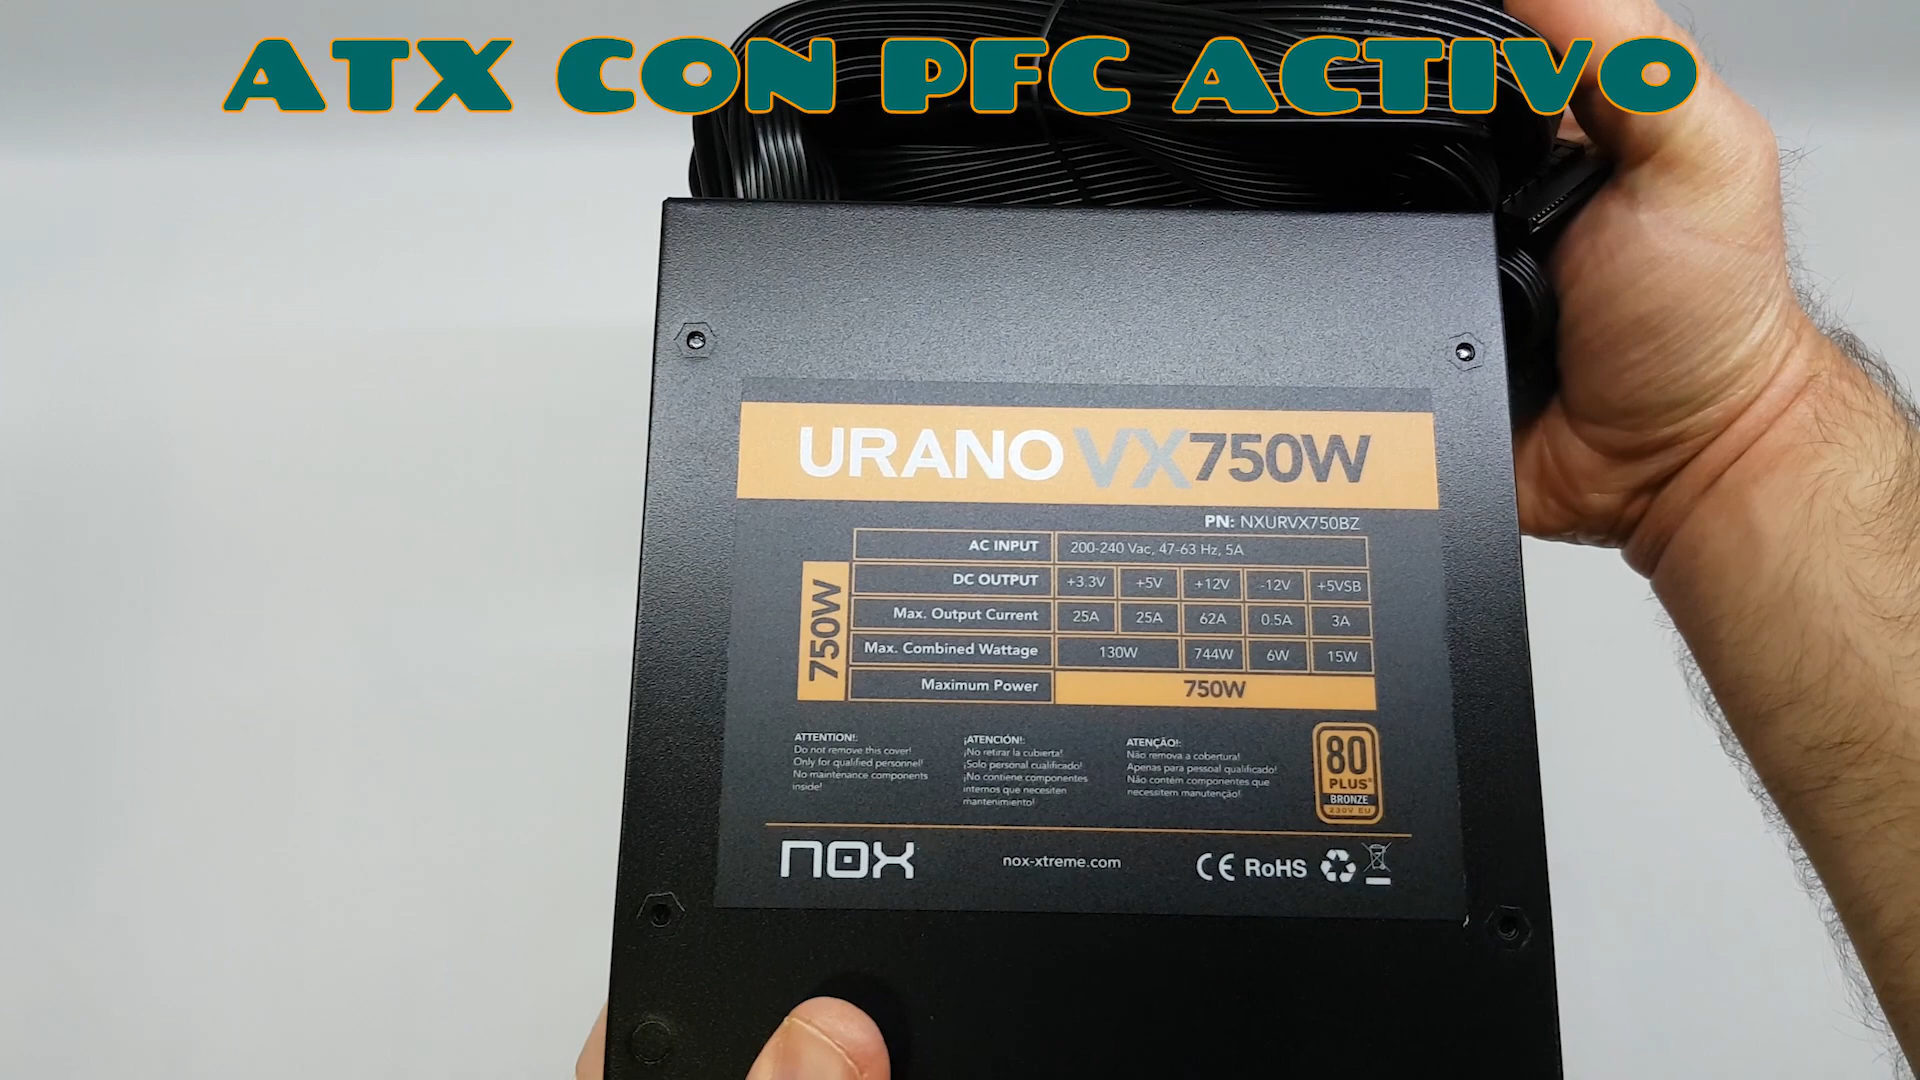 ATX CON PFC ACTIVO
URANO VX750W
PN: NXURVX750BZ
750W
AC INPUT 200-240 Vac, 47-63 Hz, 5A
DC OUTPUT +3.3V +5V +12V -12V +5VSB
Max. Output Current 25A 25A 62A 0.5A 3A
Max. Combined Wattage 130W 744W 6W 15W
Maximum Power 750W
ATTENTION!:
Do not remove this cover!
Only for qualified personnel!
No maintenance components
inside!
¡ATENCIÓN!:
¡No retirar la cubierta!
¡Solo personal cualificado!
¡No contiene componentes
internos que necesiten
mantenimiento!
ATENÇÃO!:
Não remova a cobertura!
Apenas para pessoal qualificado!
Não contém componentes que
necessitem manutenção!
80
PLUS®
BRONZE
230V EU
nox
nox-xtreme.com
CE RoHS